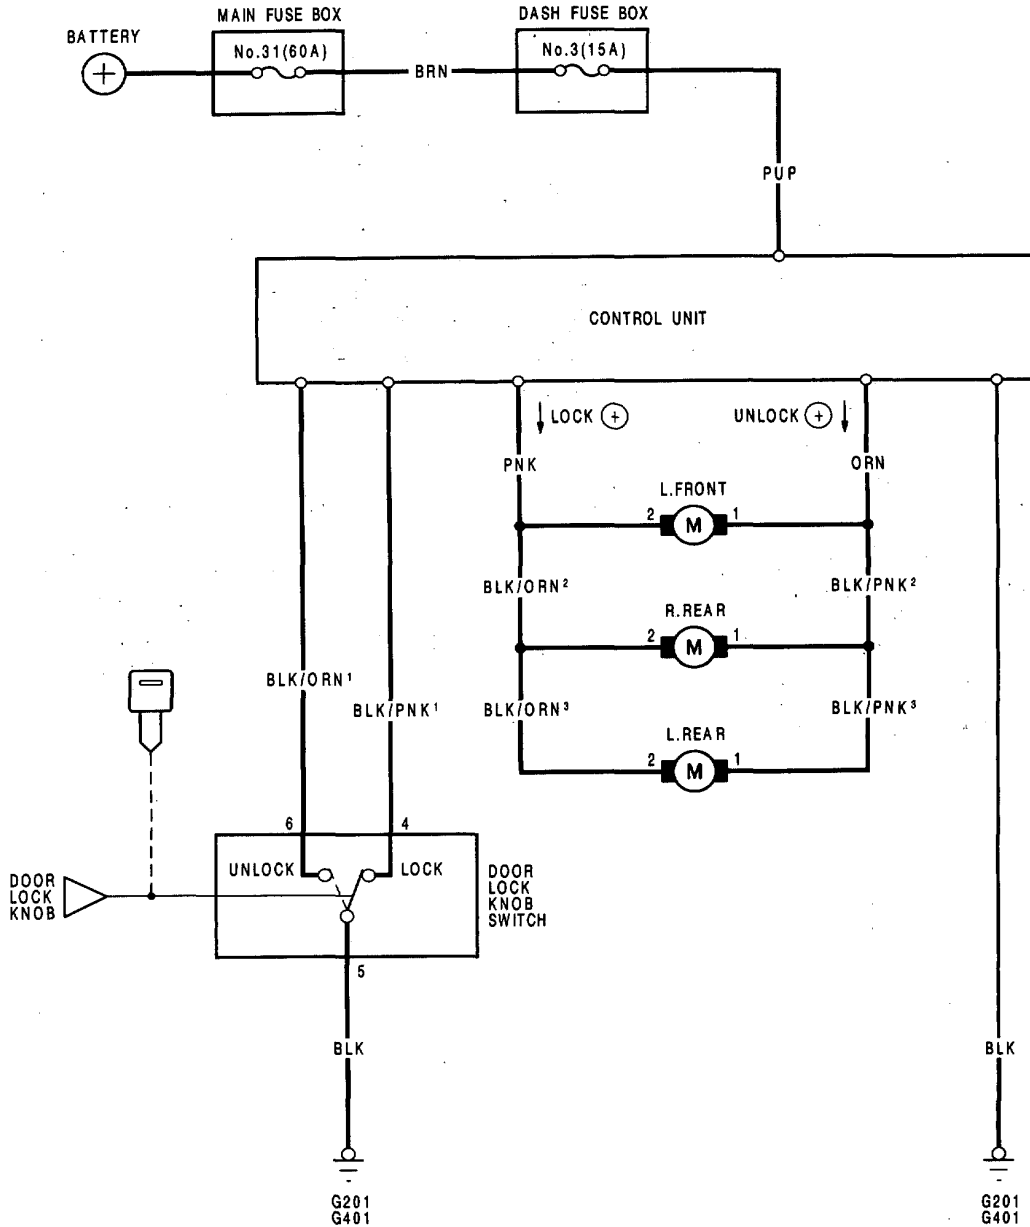 MAIN FUSE BOX
DASH FUSE BOX
BATTERY
No.31(60A)
No.3(15A)
+
BRN
PUP
CONTROL UNIT
LOCK +
UNLOCK +
PNK
ORN
L.FRONT
2 M 1
BLK/ORN²
BLK/PNK²
R.REAR
2 M 1
BLK/ORN¹
BLK/PNK¹
BLK/ORN³
BLK/PNK³
L.REAR
2 M 1
6
4
UNLOCK
LOCK
DOOR
LOCK
KNOB
DOOR
LOCK
KNOB
SWITCH
5
BLK
BLK
G201
G401
G201
G401